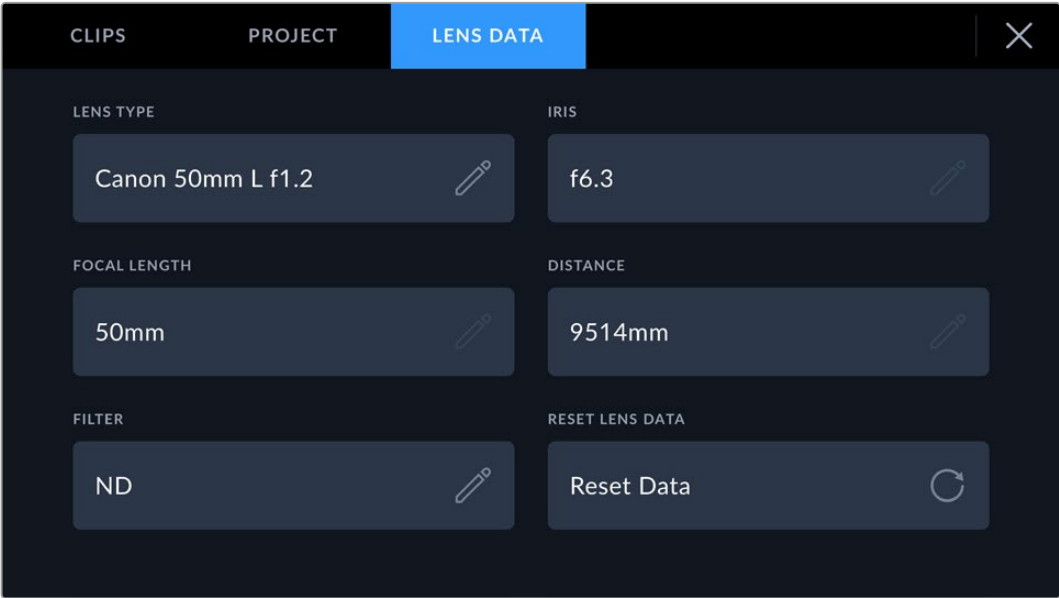 CLIPS PROJECT LENS DATA
LENS TYPE
Canon 50mm L f1.2
IRIS
f6.3
FOCAL LENGTH
50mm
DISTANCE
9514mm
FILTER
ND
RESET LENS DATA
Reset Data